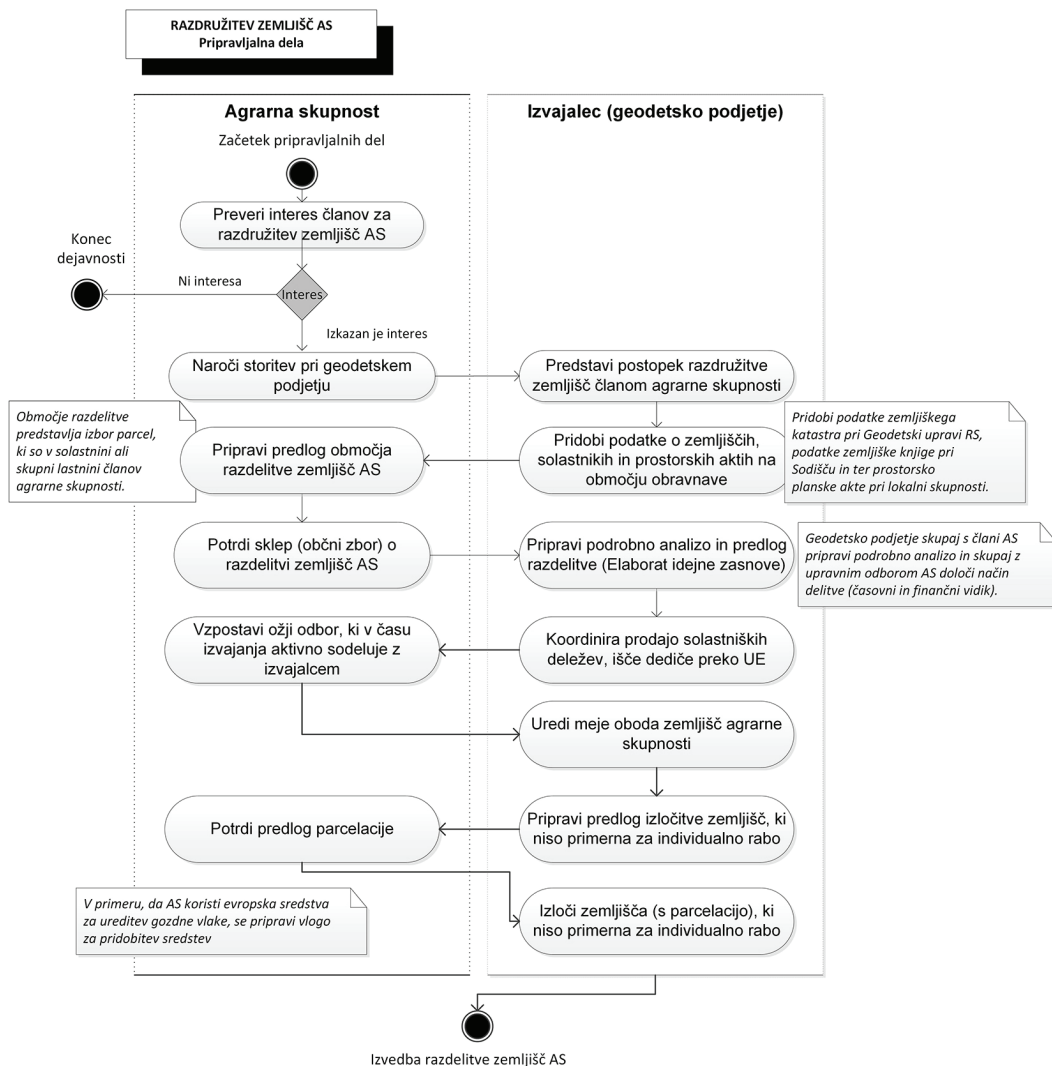 RAZDRUŽITEV ZEMLJIŠČ AS
Pripravljalna dela
Agrarna skupnost
Izvajalec (geodetsko podjetje)
Začetek pripravljalnih del
Preveri interes članov za
razdružitev zemljišč AS
Konec
dejavnosti
Ni interesa
Interes
Izkazan je interes
Naroči storitev pri geodetskem
podjetju
Predstavi postopek razdružitve
zemljišč članom agrarne skupnosti
Območje razdelitve
predstavlja izbor parcel,
ki so v solastnini ali
skupni lastnini članov
agrarne skupnosti.
Pripravi predlog območja
razdelitve zemljišč AS
Pridobi podatke o zemljiščih,
solastnikih in prostorskih aktih na
območju obravnave
Pridobi podatke zemljiškega
katastra pri Geodetski upravi RS,
podatke zemljiške knjige pri
Sodišču in ter prostorsko
planske akte pri lokalni skupnosti.
Potrdi sklep (občni zbor) o
razdelitvi zemljišč AS
Pripravi podrobno analizo in predlog
razdelitve (Elaborat idejne zasnove)
Geodetsko podjetje skupaj s člani AS
pripravi podrobno analizo in skupaj z
upravnim odborom AS določi način
delitve (časovni in finančni vidik).
Vzpostavi ožji odbor, ki v času
izvajanja aktivno sodeluje z
izvajalcem
Koordinira prodajo solastniških
deležev, išče dediče preko UE
Uredi meje oboda zemljišč agrarne
skupnosti
Potrdi predlog parcelacije
Pripravi predlog izločitve zemljišč, ki
niso primerna za individualno rabo
V primeru, da AS koristi evropska sredstva
za ureditev gozdne vlake, se pripravi vlogo
za pridobitev sredstev
Izloči zemljišča (s parcelacijo), ki
niso primerna za individualno rabo
Izvedba razdelitve zemljišč AS